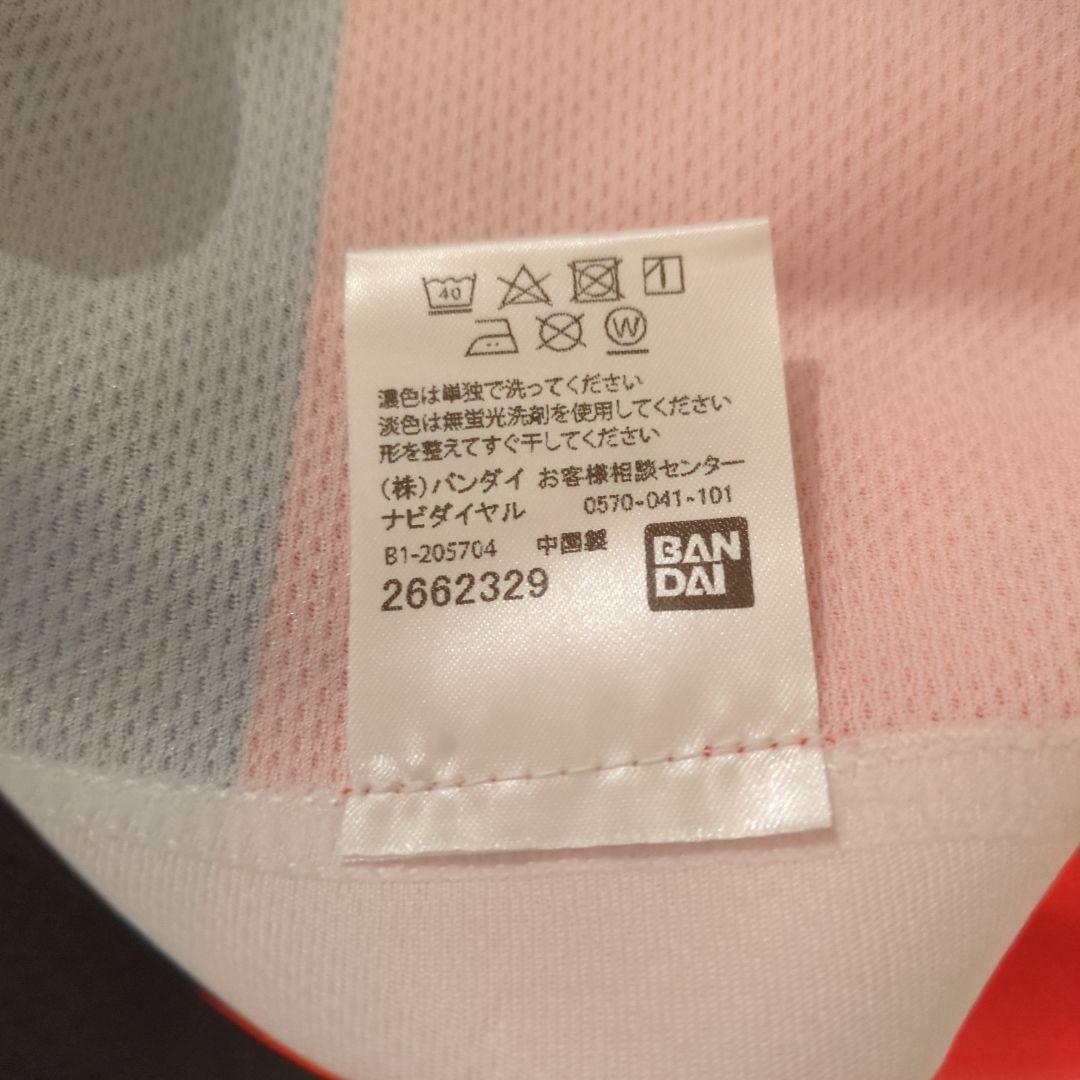 40
W
濃色は単独で洗ってください
淡色は無蛍光洗剤を使用してください
形を整えてすぐ干してください
(株)バンダイ お客様相談センター
ナビダイヤル 0570-041-101
B1-205704 中国製
2662329
BAN
DAI